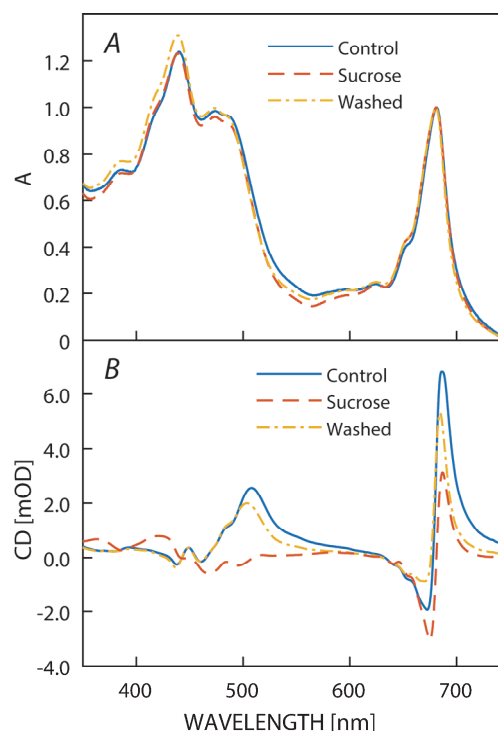 A
Control
Sucrose
Washed
1.2
1.0
0.8
0.6
0.4
0.2
0
A
B
Control
Sucrose
Washed
6.0
4.0
2.0
0.0
-2.0
-4.0
CD [mOD]
400 500 600 700
WAVELENGTH [nm]